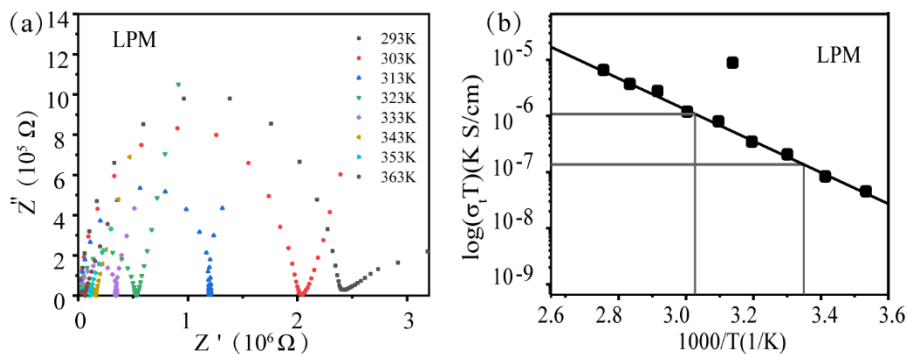 (a)
LPM
293K
303K
313K
323K
333K
343K
353K
363K
14
12
10
8
6
4
2
0
0
1
2
3
Z'' (10⁵ Ω)
Z ' (10⁶ Ω)
(b)
LPM
10⁻⁵
10⁻⁶
10⁻⁷
10⁻⁸
10⁻⁹
2.6
2.8
3.0
3.2
3.4
3.6
log(σₜT)(K S/cm)
1000/T(1/K)